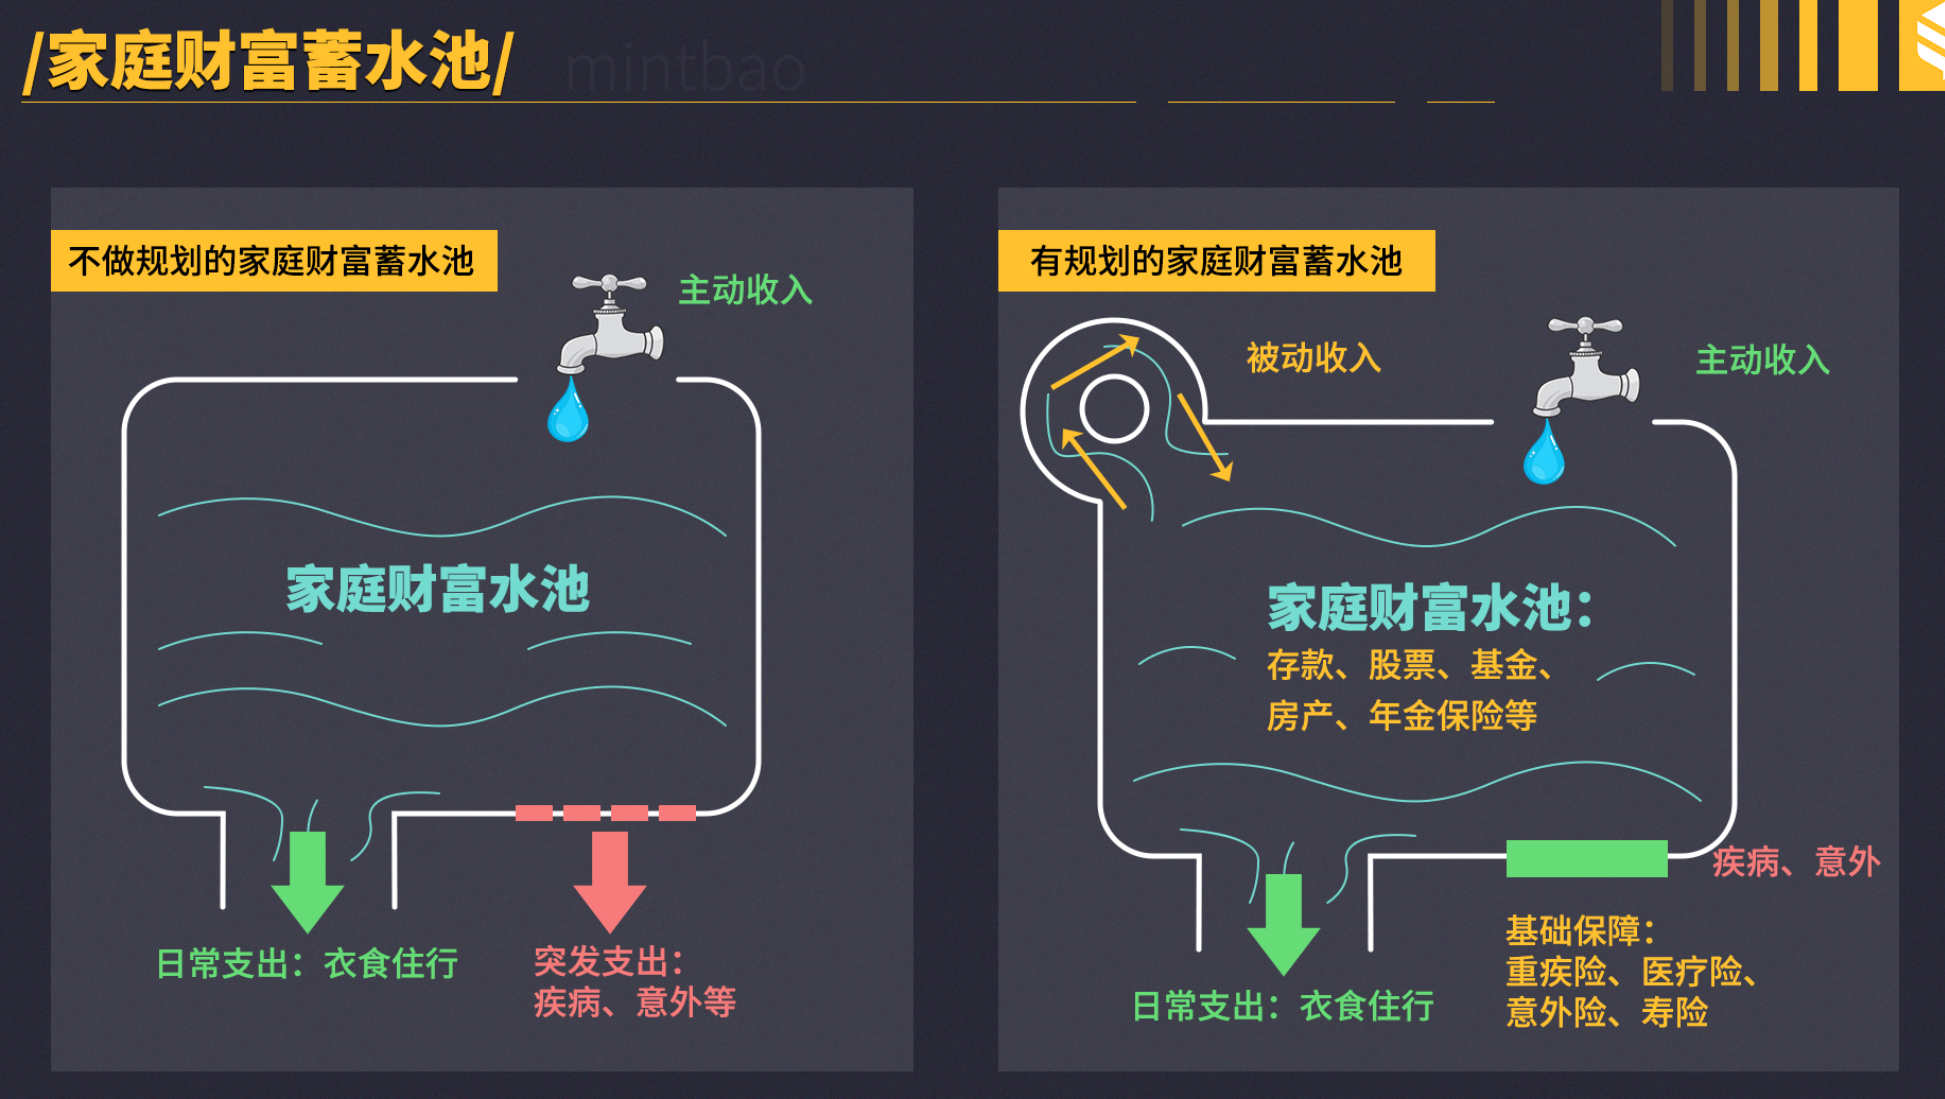 /家庭财富蓄水池/
mintbao
不做规划的家庭财富蓄水池
主动收入
家庭财富水池
日常支出：衣食住行
突发支出：
疾病、意外等
有规划的家庭财富蓄水池
被动收入
主动收入
家庭财富水池：
存款、股票、基金、
房产、年金保险等
疾病、意外
日常支出：衣食住行
基础保障：
重疾险、医疗险、
意外险、寿险